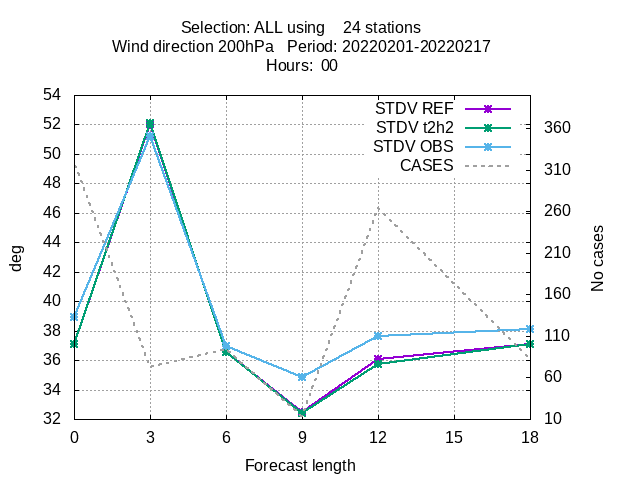 Selection: ALL using    24 stations
Wind direction 200hPa   Period: 20220201-20220217
Hours:  00
STDV REF
STDV t2h2
STDV OBS
CASES
54
52
50
48
46
44
42
40
38
36
34
32
360
310
260
210
160
110
60
10
deg
No cases
0 3 6 9 12 15 18
Forecast length